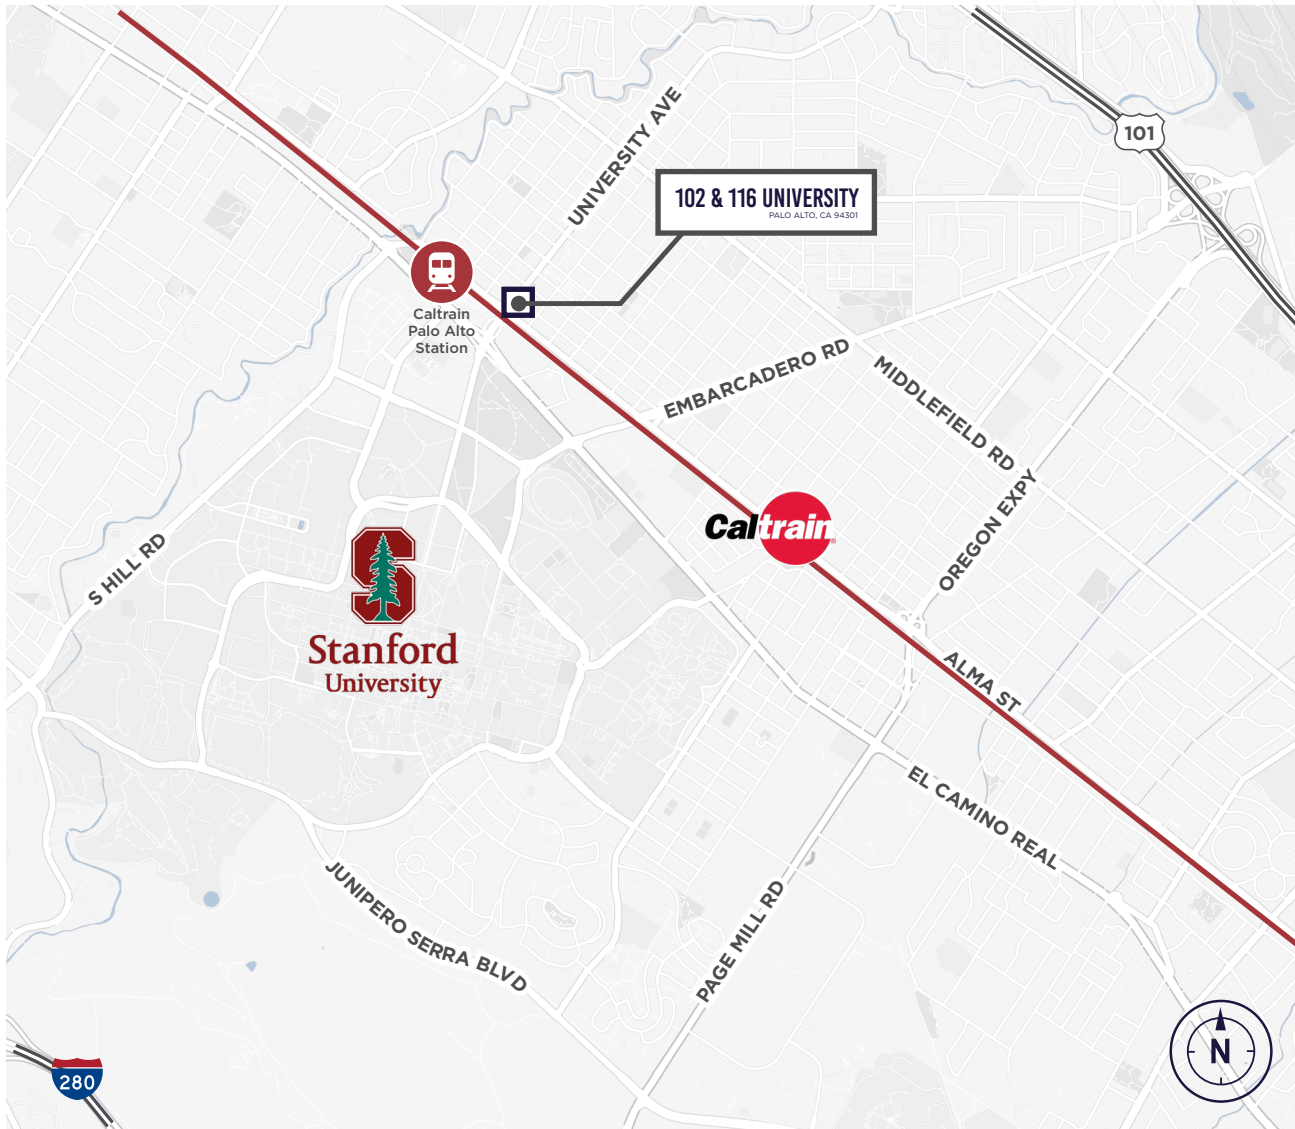 101
UNIVERSITY AVE
102 & 116 UNIVERSITY
PALO ALTO, CA 94301
Caltrain
Palo Alto
Station
EMBARCADERO RD
MIDDLEFIELD RD
OREGON EXPY
Caltrain®
S HILL RD
Stanford
University
ALMA ST
EL CAMINO REAL
JUNIPERO SERRA BLVD
PAGE MILL RD
N
280